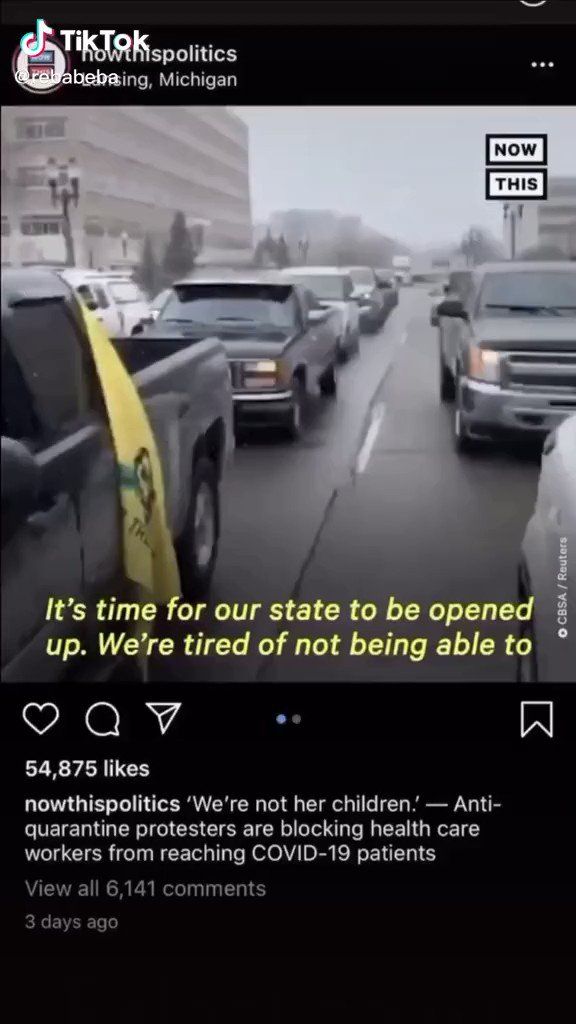 TikTok
@rebabeba
nowthispolitics
Lansing, Michigan
NOW
THIS
It's time for our state to be opened
up. We're tired of not being able to
CBSA / Reuters
54,875 likes
nowthispolitics ‘We're not her children.’ — Anti-
quarantine protesters are blocking health care
workers from reaching COVID-19 patients
View all 6,141 comments
3 days ago